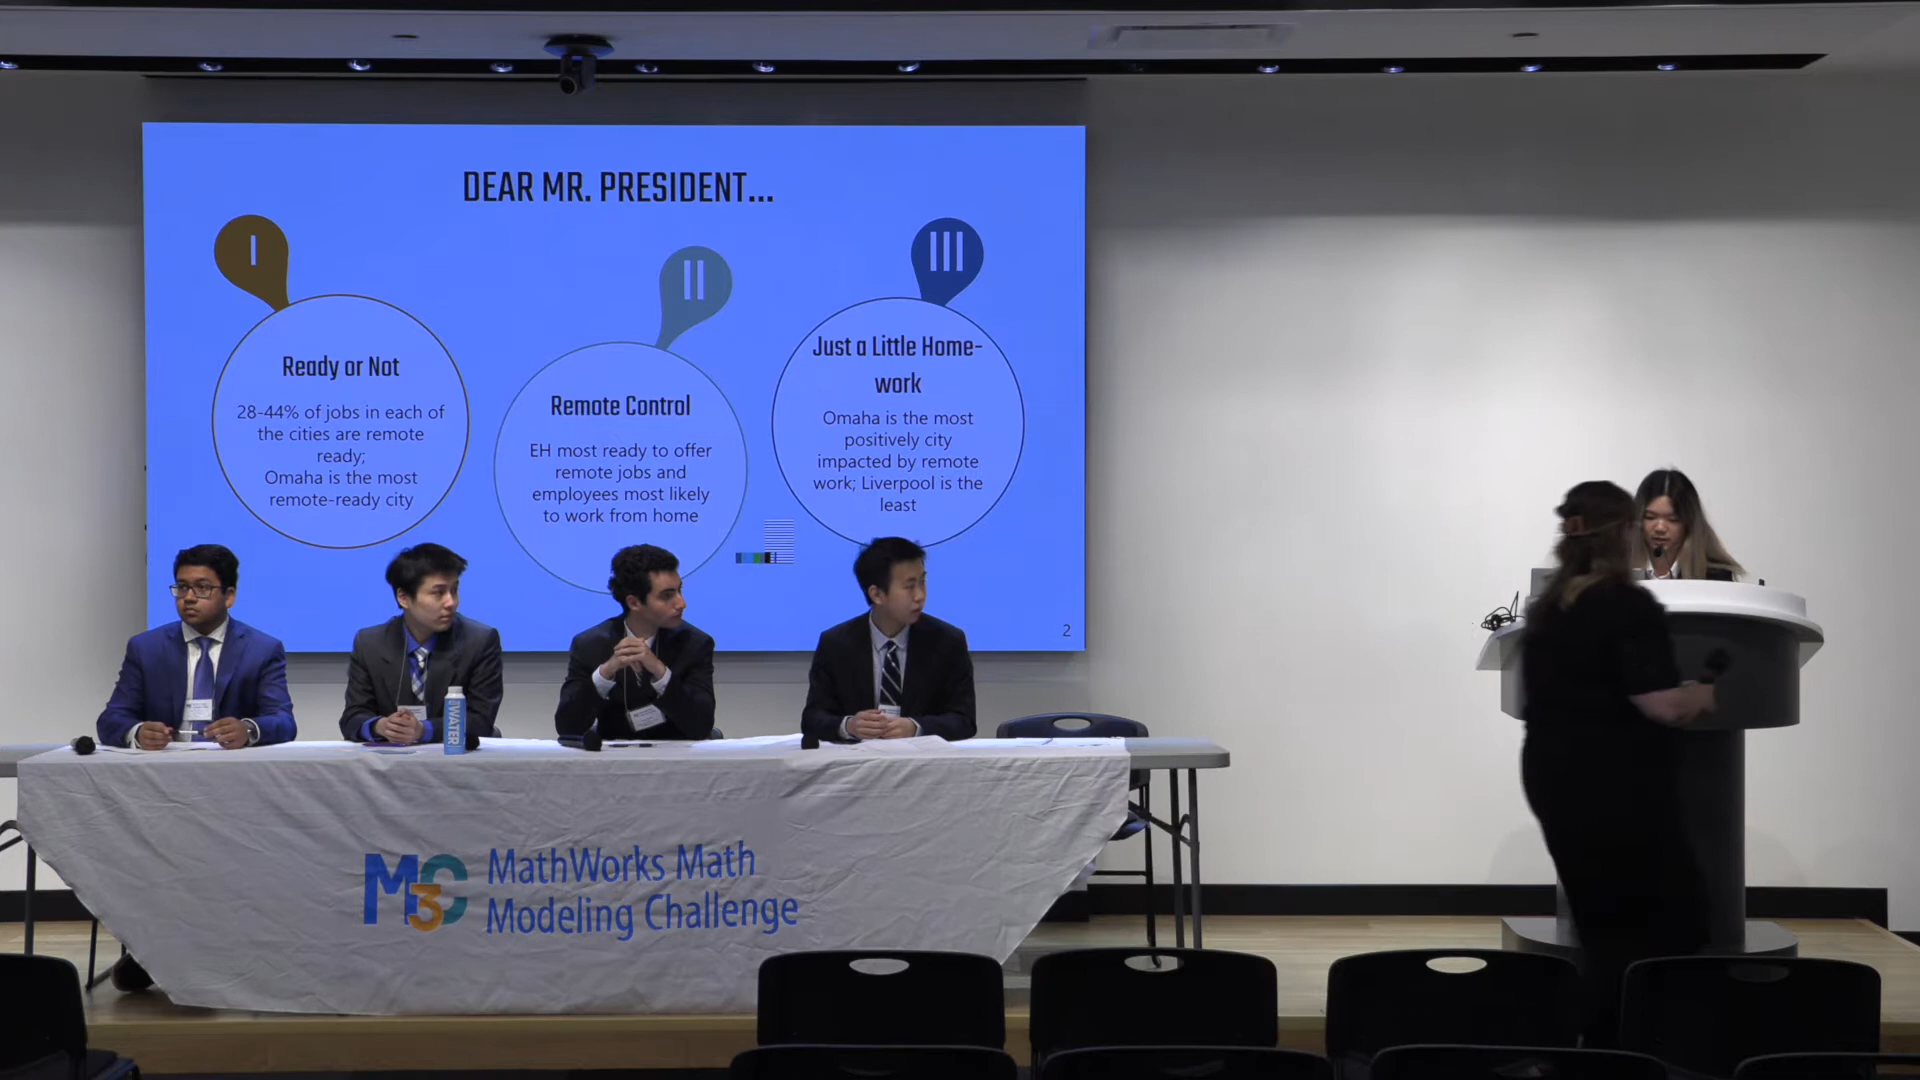 DEAR MR. PRESIDENT...
I
Ready or Not
28-44% of jobs in each of
the cities are remote
ready;
Omaha is the most
remote-ready city
II
Remote Control
EH most ready to offer
remote jobs and
employees most likely
to work from home
III
Just a Little Home-
work
Omaha is the most
positively city
impacted by remote
work; Liverpool is the
least
2
WATER
M3C
MathWorks Math
Modeling Challenge